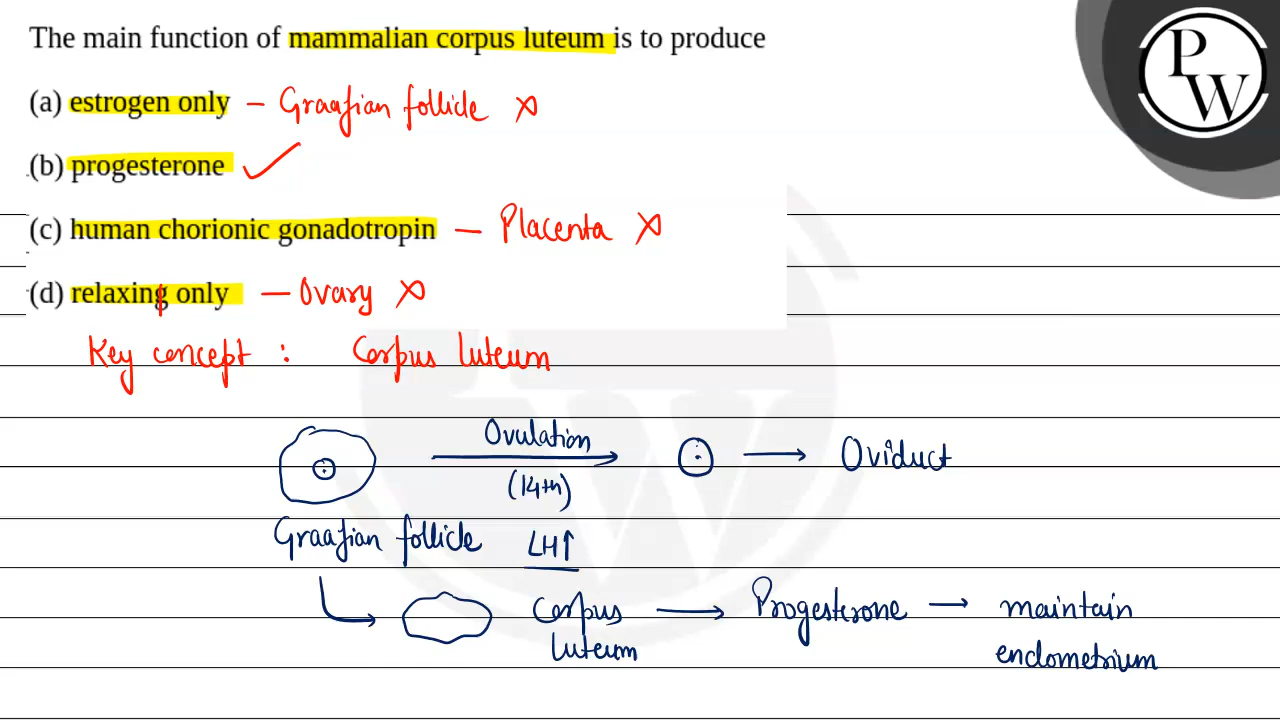 The main function of mammalian corpus luteum is to produce
(a) estrogen only – Graafian follicle ×
(b) progesterone ✓
(c) human chorionic gonadotropin – Placenta ×
(d) relaxing only – Ovary ×
Key concept : Corpus luteum
Ovulation
(14th)
→ Oviduct
Graafian follicle LH↑
Corpus luteum → Progesterone → maintain endometrium
P
W